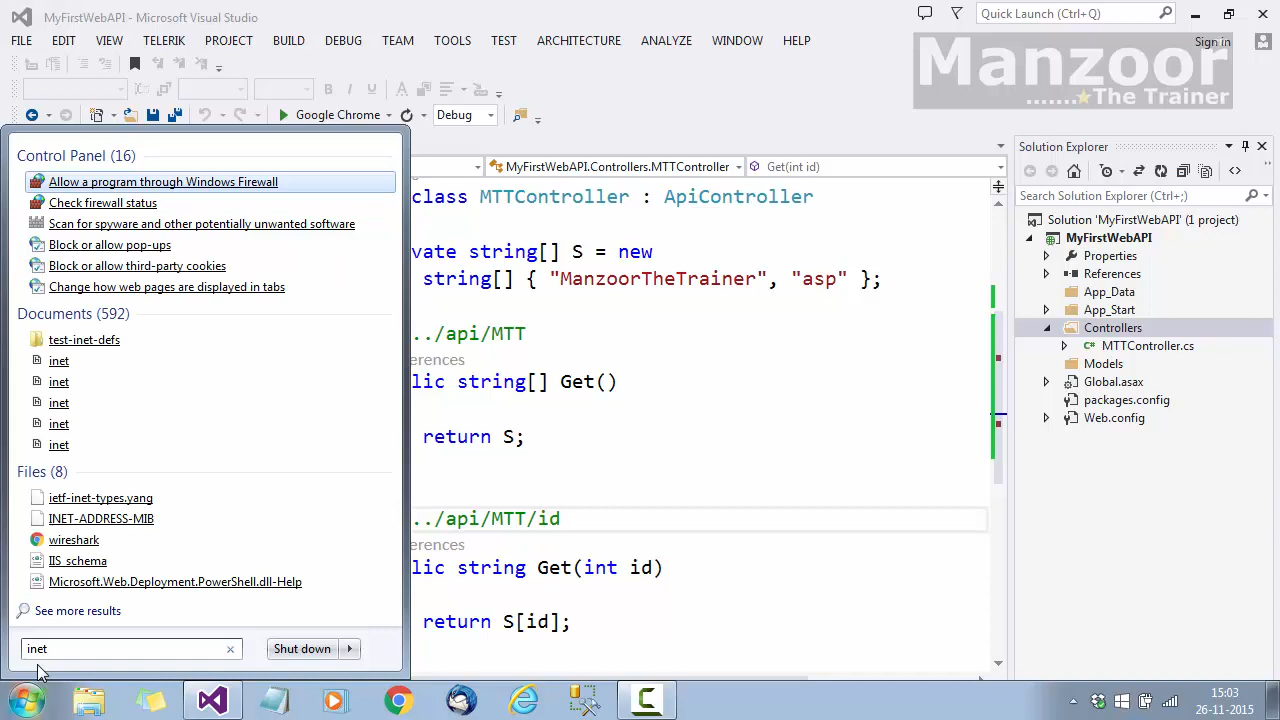 MyFirstWebAPI - Microsoft Visual Studio
Quick Launch (Ctrl+;)
FILE EDIT VIEW TELERIK PROJECT BUILD DEBUG TEAM TOOLS TEST ARCHITECTURE ANALYZE WINDOW HELP
Sign in
Manzoor
.......★The Trainer
Google Chrome
Debug
Control Panel (16)
Allow a program through Windows Firewall
Check firewall status
Scan for spyware and other potentially unwanted software
Block or allow pop-ups
Block or allow third-party cookies
Change how web pages are displayed in tabs
Documents (592)
test-inet-defs
inet
inet
inet
inet
inet
Files (8)
ietf-inet-types.yang
INET-ADDRESS-MIB
wireshark
IIS_schema
Microsoft.Web.Deployment.PowerShell.dll-Help
See more results
inet
Shut down
MyFirstWebAPI.Controllers.MTTController
Get(int id)
class MTTController : ApiController
vate string[] S = new
string[] { "ManzoorTheTrainer", "asp" };
../api/MTT
erences
lic string[] Get()
return S;
../api/MTT/id
erences
lic string Get(int id)
return S[id];
Solution Explorer
Search Solution Explorer (Ctrl+;)
Solution 'MyFirstWebAPI' (1 project)
MyFirstWebAPI
Properties
References
App_Data
App_Start
Controllers
C# MTTController.cs
Models
Global.asax
packages.config
Web.config
15:03
26-11-2015